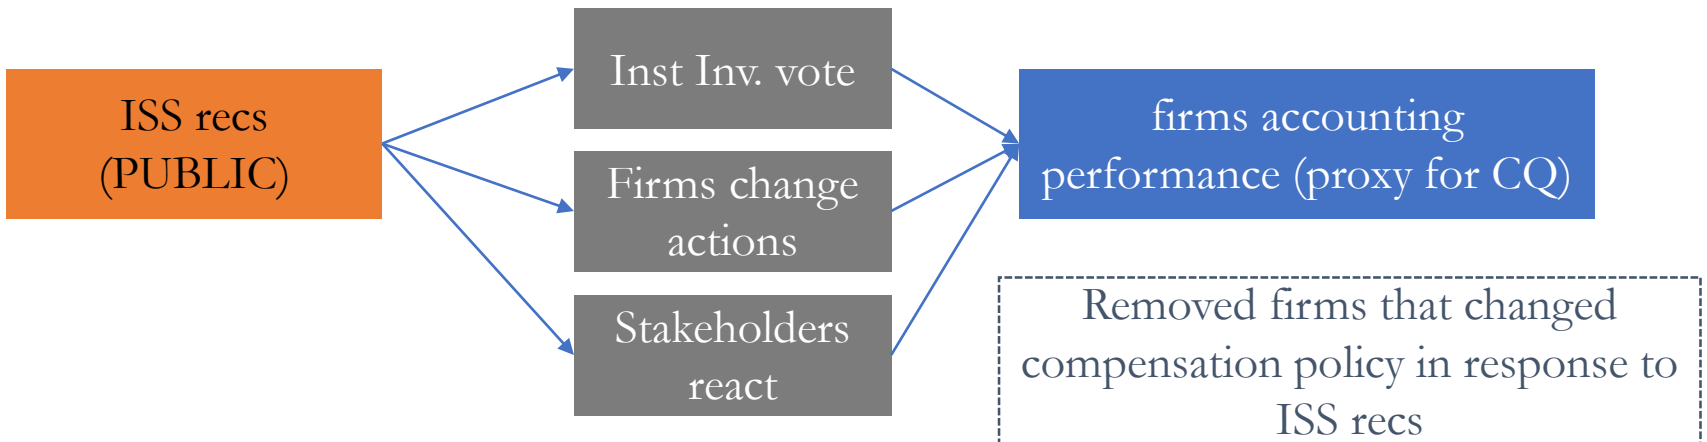 ISS recs
(PUBLIC)
Inst Inv. vote
Firms change
actions
Stakeholders
react
firms accounting
performance (proxy for CQ)
Removed firms that changed
compensation policy in response to
ISS recs